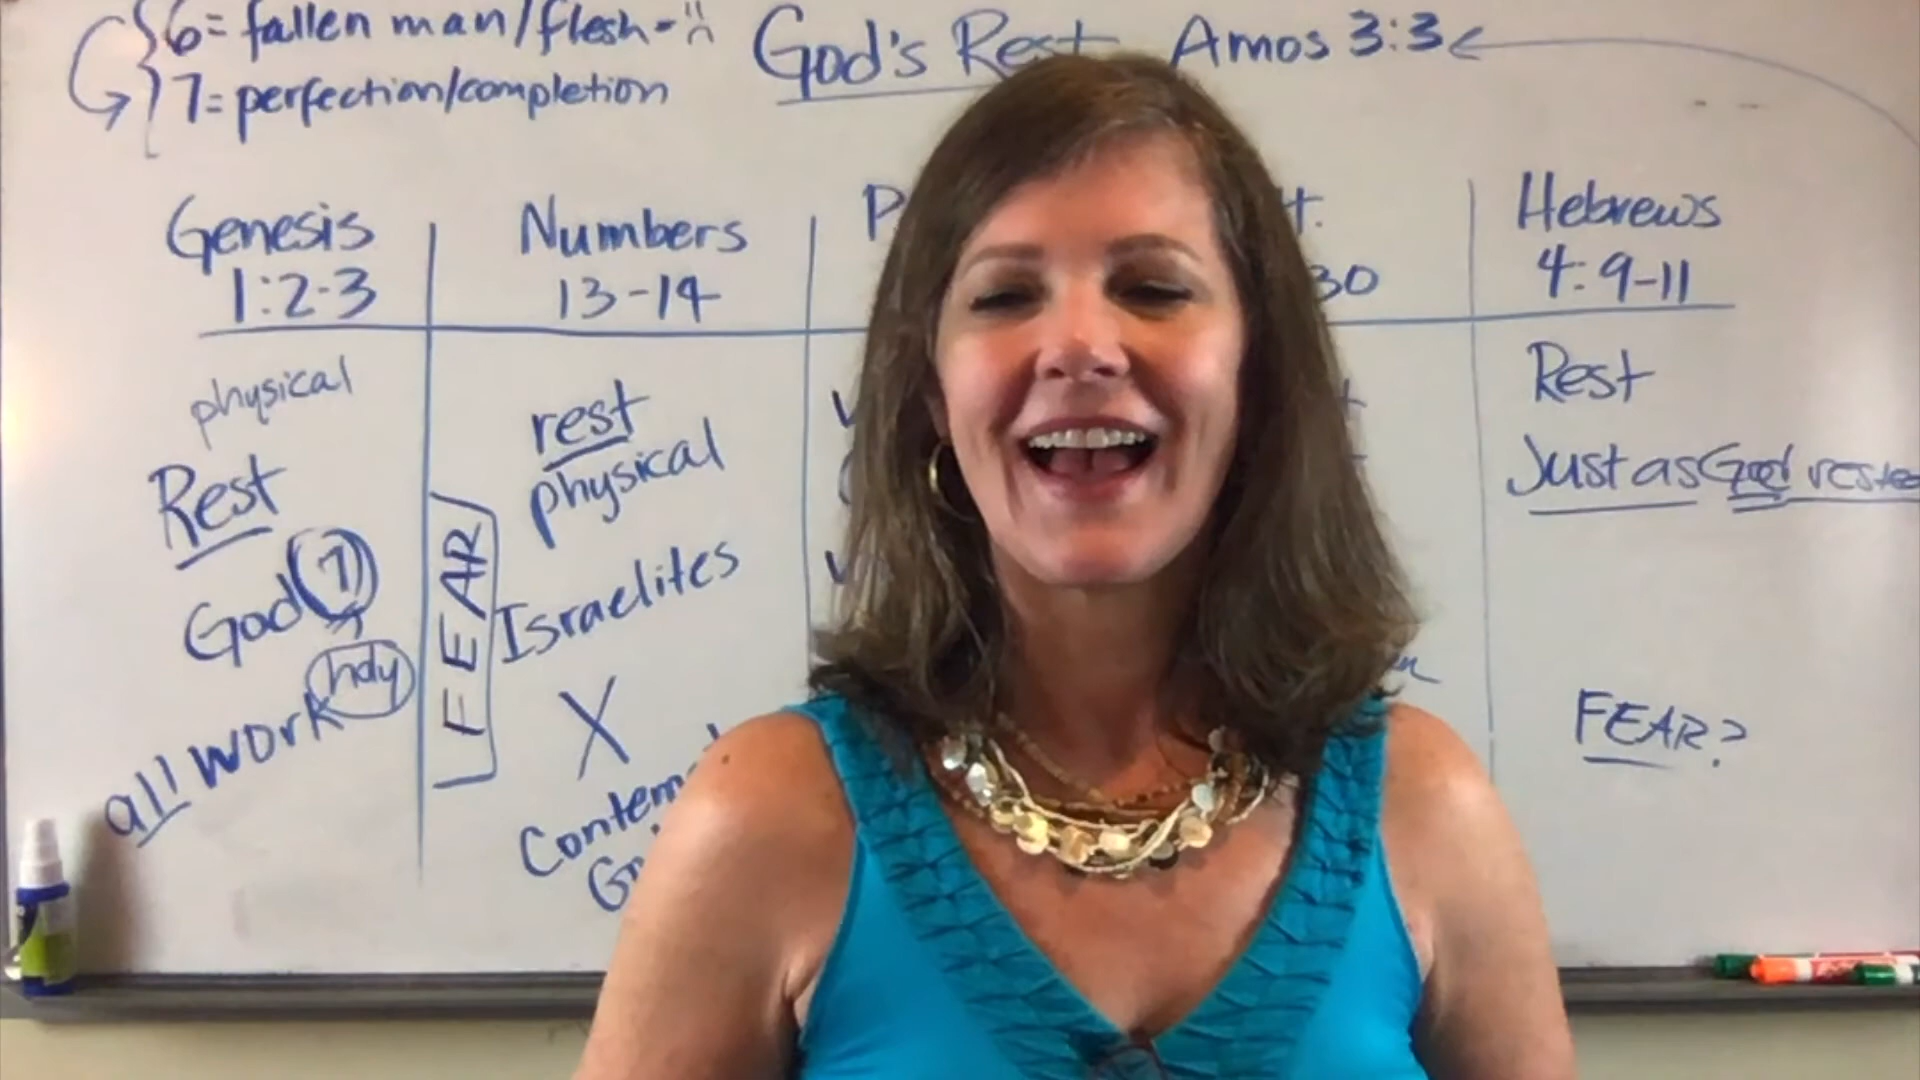 6= fallen man/flesh-
7= perfection/completion
God's Rest Amos 3:3
Genesis
1:2-3
physical
Rest
God 7
holy
all work
FEAR
Numbers
13-14
rest
physical
Israelites
X
P
30
Hebrews
4:9-11
Rest
Just as God rested
FEAR?